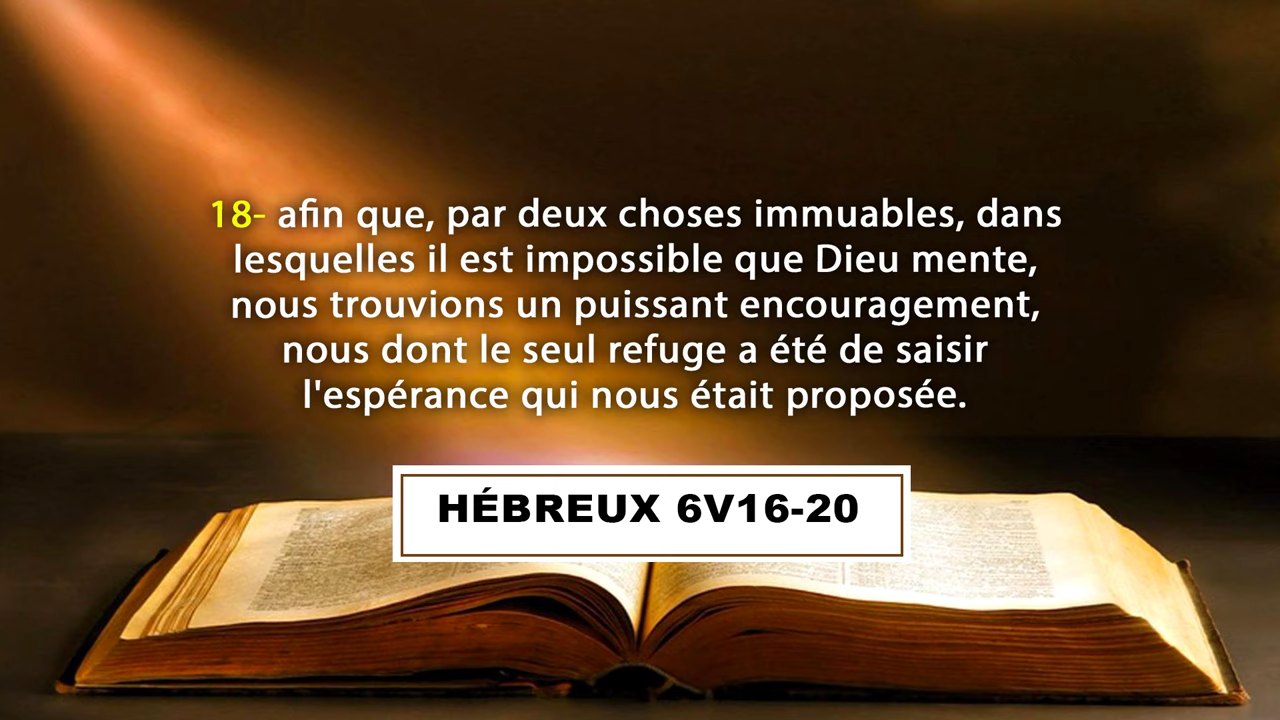 18- afin que, par deux choses immuables, dans
lesquelles il est impossible que Dieu mente,
nous trouvions un puissant encouragement,
nous dont le seul refuge a été de saisir
l'espérance qui nous était proposée.
HÉBREUX 6V16-20